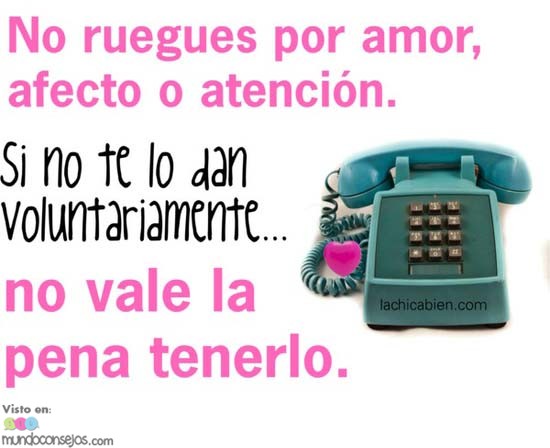 No ruegues por amor,
afecto o atención.
Si no te lo dan
voluntariamente...
no vale la
pena tenerlo.
lachicabien.com
Visto en:
mundoconsejos.com